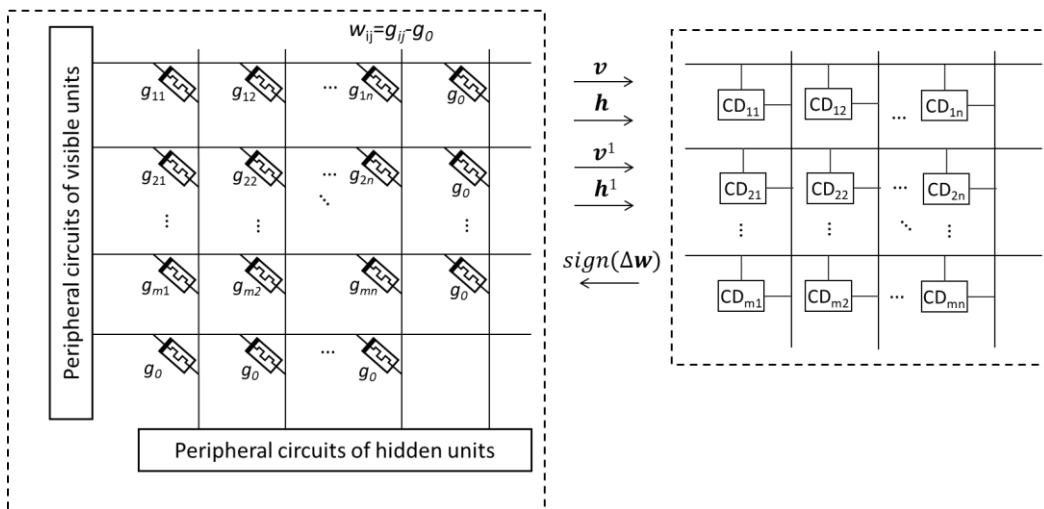 w_ij=g_ij-g_0
Peripheral circuits of visible units
g_11 g_12 ... g_1n g_0
g_21 g_22 ... g_2n g_0
⋮ ⋮ ⋱ ⋮
g_m1 g_m2 ... g_mn g_0
g_0 g_0 ... g_0
Peripheral circuits of hidden units
v
h
v^1
h^1
sign(Δw)
CD_11 CD_12 ... CD_1n
CD_21 CD_22 ... CD_2n
⋮ ⋮ ⋱ ⋮
CD_m1 CD_m2 ... CD_mn